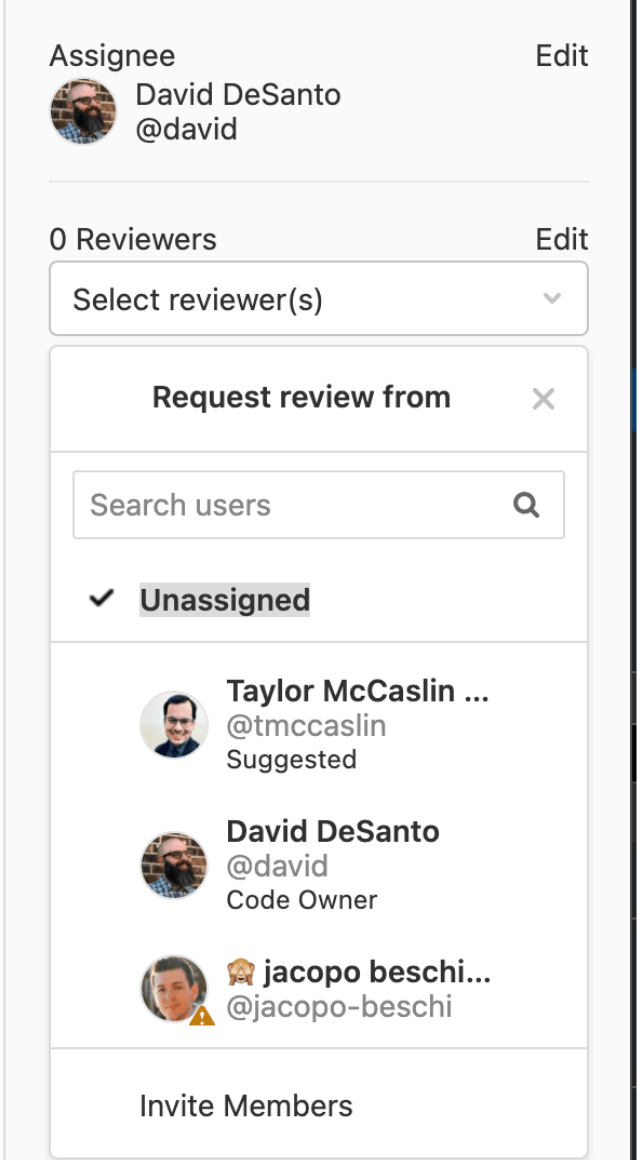 Assignee Edit
David DeSanto
@david
0 Reviewers Edit
Select reviewer(s)
Request review from
Search users
Unassigned
Taylor McCaslin ...
@tmccaslin
Suggested
David DeSanto
@david
Code Owner
🙈 jacopo beschi...
@jacopo-beschi
Invite Members